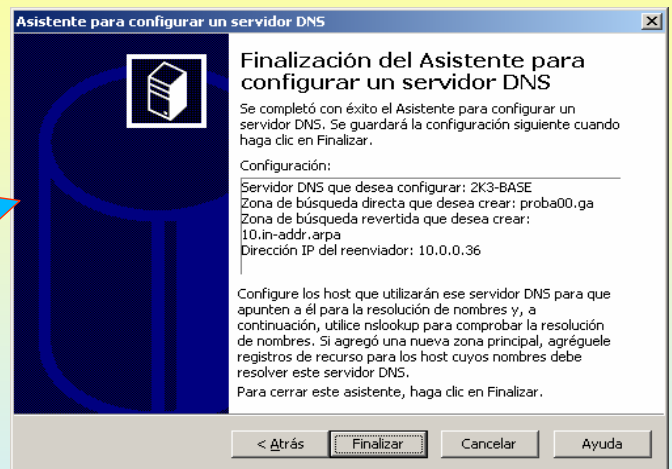 Asistente para configurar un servidor DNS
Finalización del Asistente para
configurar un servidor DNS
Se completó con éxito el Asistente para configurar un
servidor DNS. Se guardará la configuración siguiente cuando
haga clic en Finalizar.
Configuración:
Servidor DNS que desea configurar: 2K3-BASE
Zona de búsqueda directa que desea crear: proba00.ga
Zona de búsqueda revertida que desea crear:
10.in-addr.arpa
Dirección IP del reenviador: 10.0.0.36
Configure los host que utilizarán ese servidor DNS para que
apunten a él para la resolución de nombres y, a
continuación, utilice nslookup para comprobar la resolución
de nombres. Si agregó una nueva zona principal, agréguele
registros de recurso para los host cuyos nombres debe
resolver este servidor DNS.
Para cerrar este asistente, haga clic en Finalizar.
< Atrás Finalizar Cancelar Ayuda